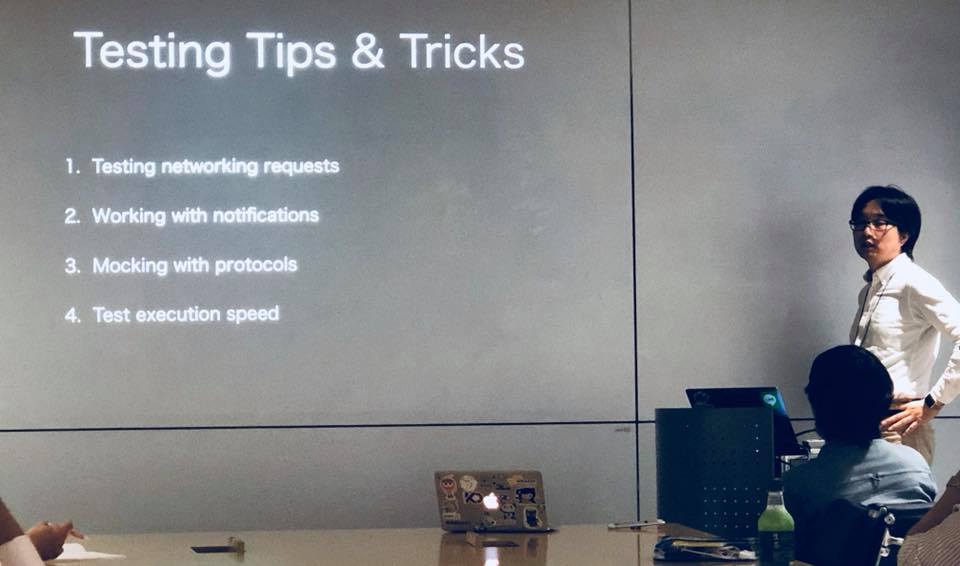 Testing Tips & Tricks
1. Testing networking requests
2. Working with notifications
3. Mocking with protocols
4. Test execution speed